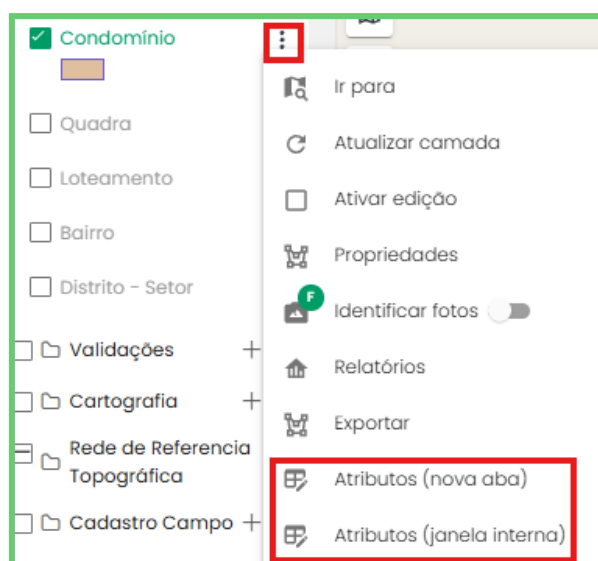 Condomínio
Quadra
Loteamento
Bairro
Distrito - Setor
Validações
Cartografia
Rede de Referencia
Topográfica
Cadastro Campo
Ir para
Atualizar camada
Ativar edição
Propriedades
F
Identificar fotos
Relatórios
Exportar
Atributos (nova aba)
Atributos (janela interna)